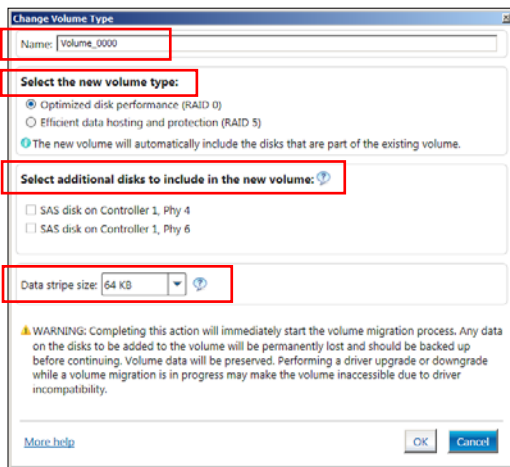 Change Volume Type
Name: Volume_0000
Select the new volume type:
Optimized disk performance (RAID 0)
Efficient data hosting and protection (RAID 5)
The new volume will automatically include the disks that are part of the existing volume.
Select additional disks to include in the new volume:
SAS disk on Controller 1, Phy 4
SAS disk on Controller 1, Phy 6
Data stripe size: 64 KB
WARNING: Completing this action will immediately start the volume migration process. Any data
on the disks to be added to the volume will be permanently lost and should be backed up
before continuing. Volume data will be preserved. Performing a driver upgrade or downgrade
while a volume migration is in progress may make the volume inaccessible due to driver
incompatibility.
More help OK Cancel